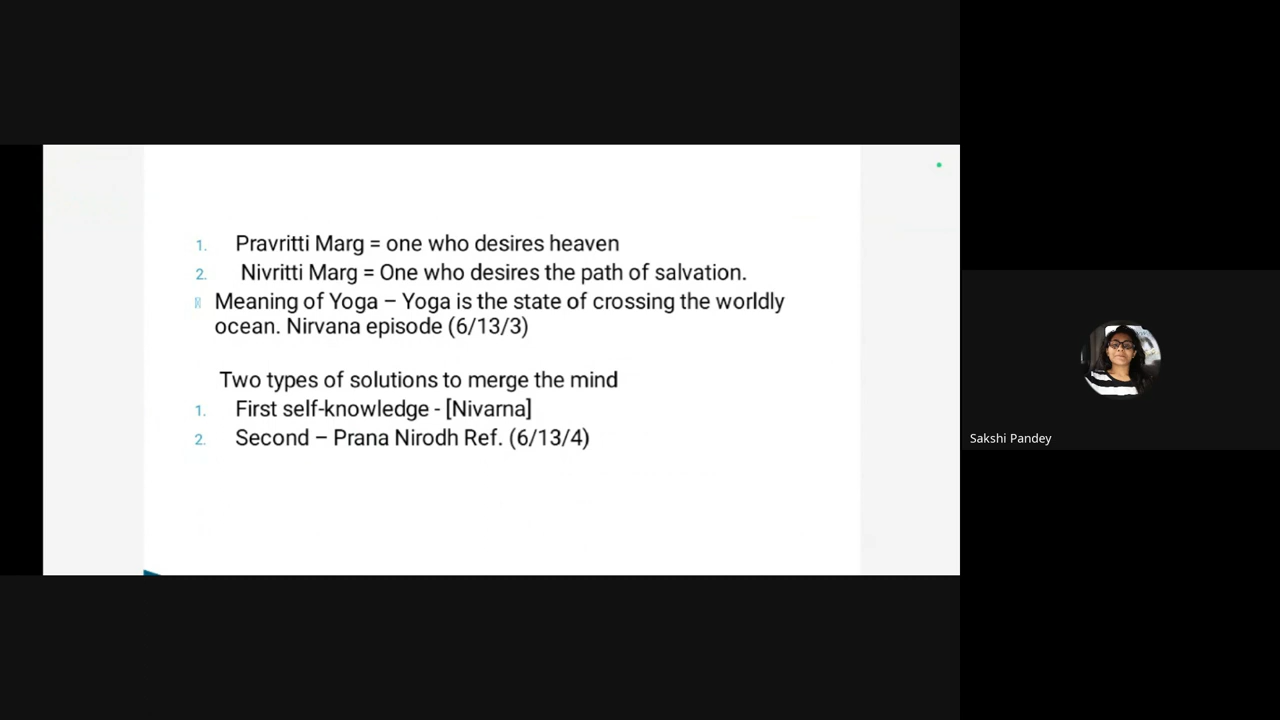 1. Pravritti Marg = one who desires heaven
2. Nivritti Marg = One who desires the path of salvation.
Meaning of Yoga – Yoga is the state of crossing the worldly
ocean. Nirvana episode (6/13/3)
Two types of solutions to merge the mind
1. First self-knowledge - [Nivarna]
2. Second – Prana Nirodh Ref. (6/13/4)
Sakshi Pandey